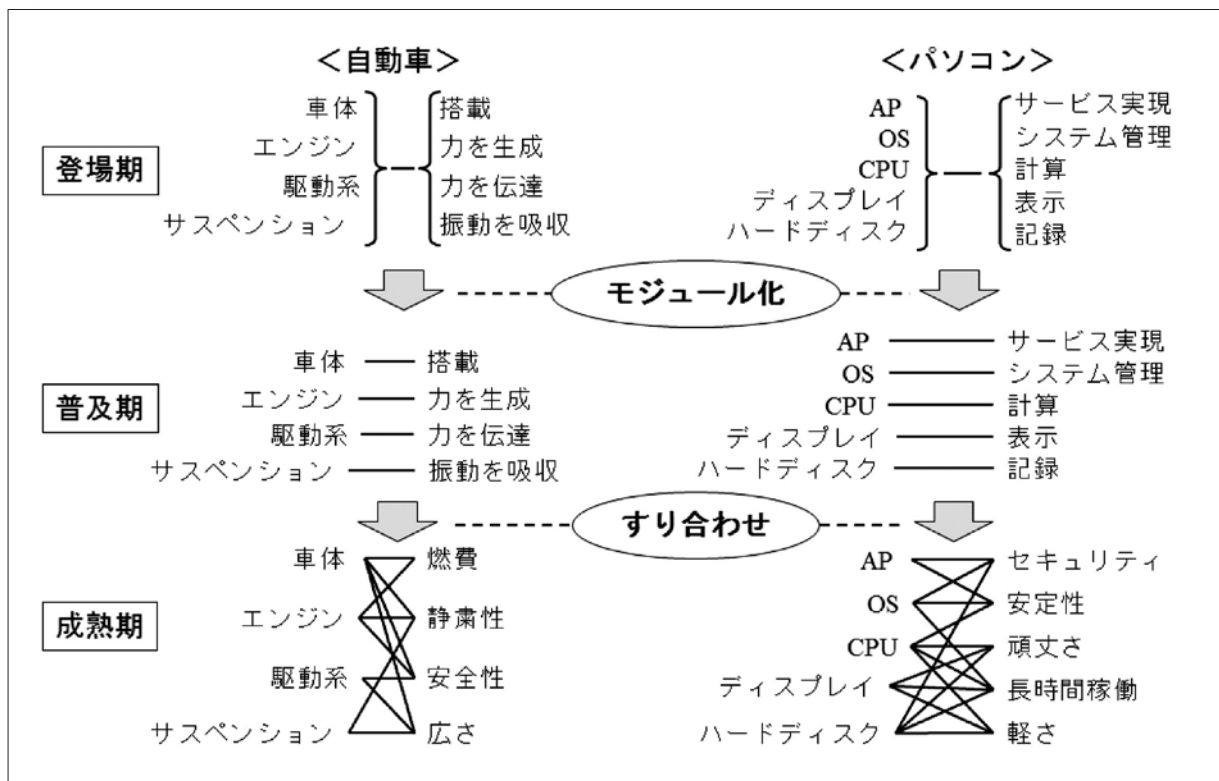 ＜自動車＞
＜パソコン＞
登場期
車体 搭載
エンジン 力を生成
駆動系 力を伝達
サスペンション 振動を吸収
AP サービス実現
OS システム管理
CPU 計算
ディスプレイ 表示
ハードディスク 記録
モジュール化
普及期
車体 搭載
エンジン 力を生成
駆動系 力を伝達
サスペンション 振動を吸収
AP サービス実現
OS システム管理
CPU 計算
ディスプレイ 表示
ハードディスク 記録
すり合わせ
成熟期
車体 燃費
エンジン 静粛性
駆動系 安全性
サスペンション 広さ
AP セキュリティ
OS 安定性
CPU 頑丈さ
ディスプレイ 長時間稼働
ハードディスク 軽さ